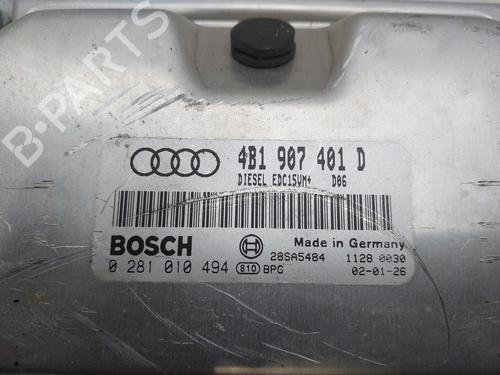 B-PARTS
4B1 907 401 D
DIESEL EDC15VM+ D06
BOSCH
Made in Germany
28SA5484 1128 0030
0 281 010 494 810 BPG 02-01-26